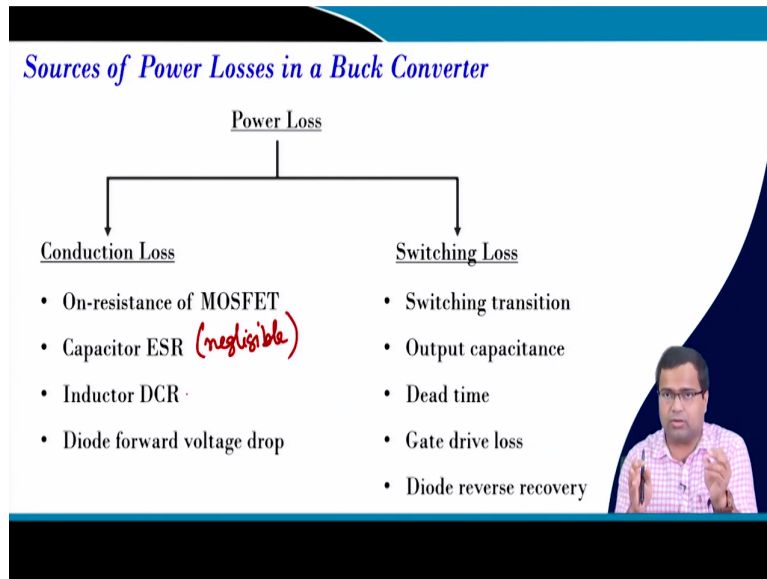 Sources of Power Losses in a Buck Converter
Power Loss
Conduction Loss
• On-resistance of MOSFET
• Capacitor ESR (negligible)
• Inductor DCR
• Diode forward voltage drop
Switching Loss
• Switching transition
• Output capacitance
• Dead time
• Gate drive loss
• Diode reverse recovery